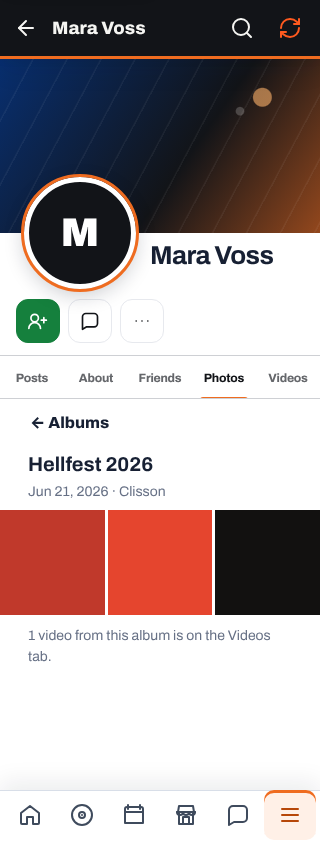 Mara Voss
M
Mara Voss
Posts About Friends Photos Videos
Albums
Hellfest 2026
Jun 21, 2026 · Clisson
1 video from this album is on the Videos
tab.